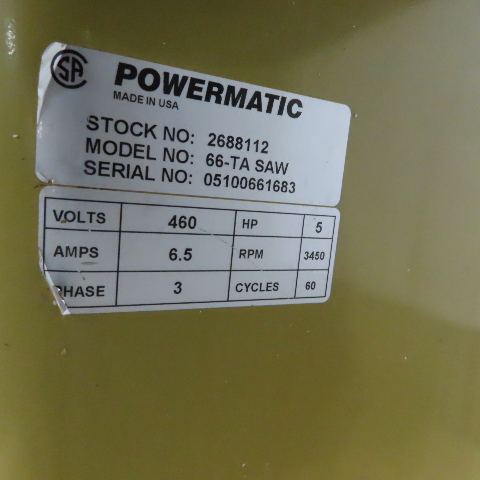 SA
POWERMATIC
MADE IN USA
STOCK NO: 2688112
MODEL NO: 66-TA SAW
SERIAL NO: 05100661683
VOLTS 460 HP 5
AMPS 6.5 RPM 3450
PHASE 3 CYCLES 60